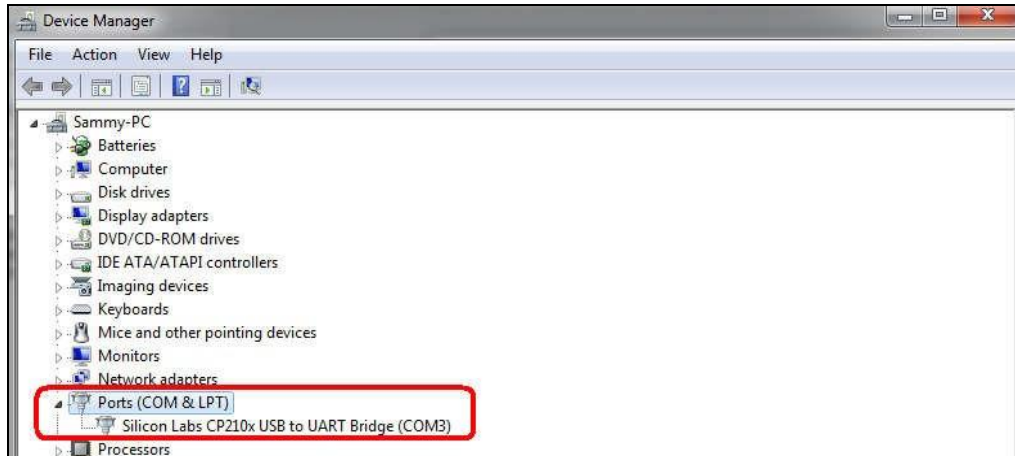 Device Manager
File Action View Help
Sammy-PC
Batteries
Computer
Disk drives
Display adapters
DVD/CD-ROM drives
IDE ATA/ATAPI controllers
Imaging devices
Keyboards
Mice and other pointing devices
Monitors
Network adapters
Ports (COM & LPT)
Silicon Labs CP210x USB to UART Bridge (COM3)
Processors